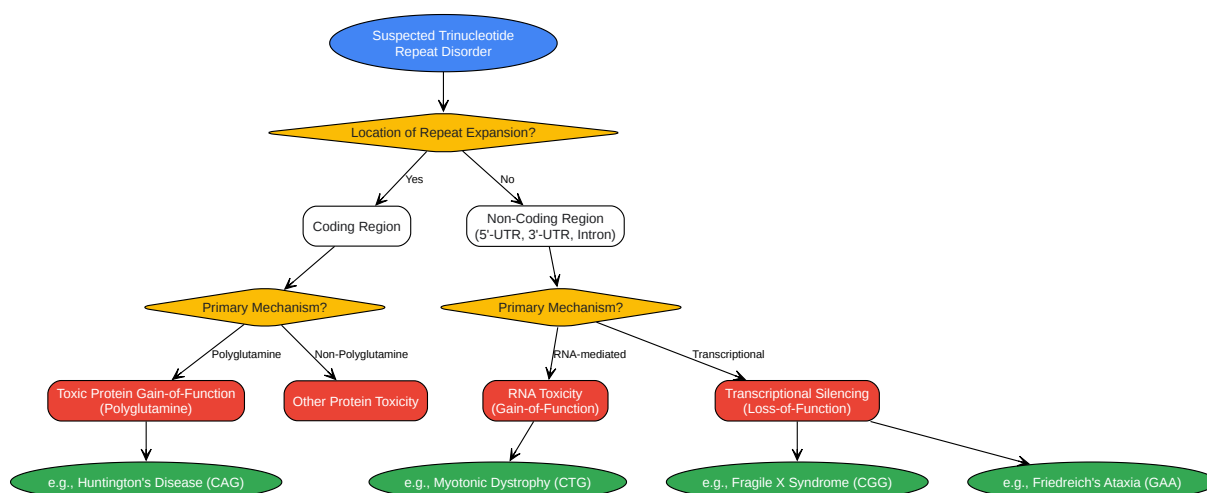 Suspected Trinucleotide
Repeat Disorder
Location of Repeat Expansion?
Yes
No
Coding Region
Non-Coding Region
(5'-UTR, 3'-UTR, Intron)
Primary Mechanism?
Primary Mechanism?
Polyglutamine
Non-Polyglutamine
RNA-mediated
Transcriptional
Toxic Protein Gain-of-Function
(Polyglutamine)
Other Protein Toxicity
RNA Toxicity
(Gain-of-Function)
Transcriptional Silencing
(Loss-of-Function)
e.g., Huntington's Disease (CAG)
e.g., Myotonic Dystrophy (CTG)
e.g., Fragile X Syndrome (CGG)
e.g., Friedreich's Ataxia (GAA)